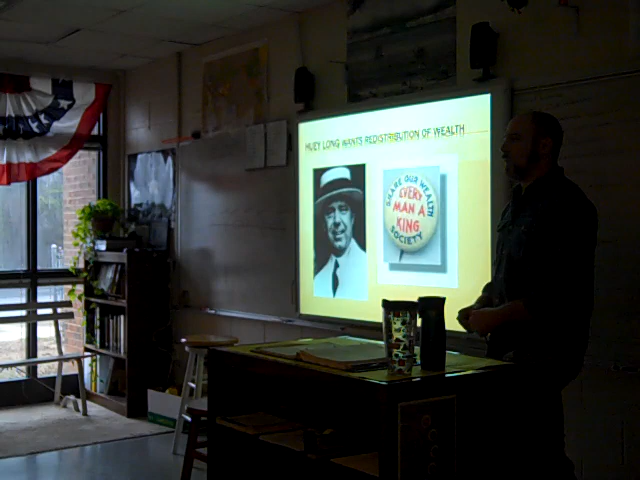 HUEY LONG WANTS REDISTRIBUTION OF WEALTH
SHARE OUR WEALTH
EVERY
MAN A
KING
SOCIETY